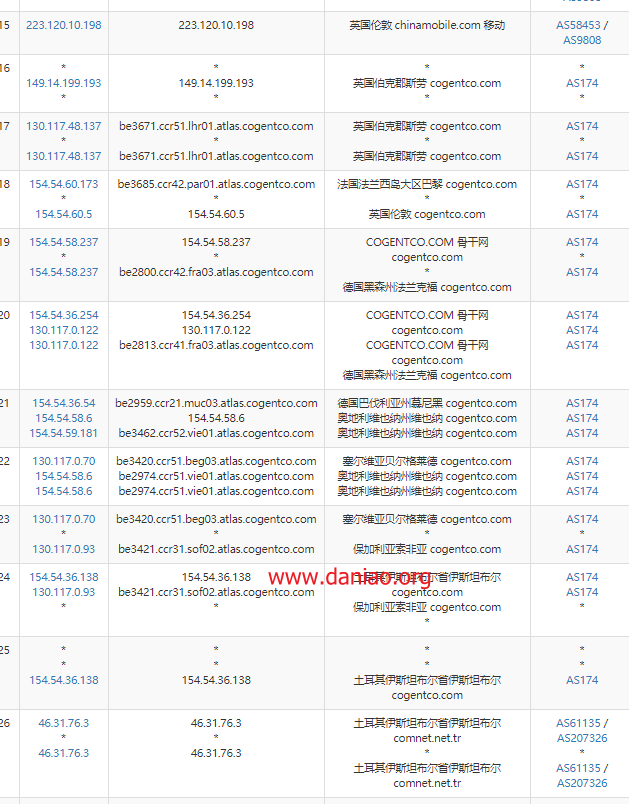 15 223.120.10.198 223.120.10.198 英国伦敦 chinamobile.com 移动 AS58453 /
AS9808
16 * * * *
149.14.199.193 149.14.199.193 英国伯克郡斯劳 cogentco.com AS174
* * * *
17 130.117.48.137 be3671.ccr51.lhr01.atlas.cogentco.com 英国伯克郡斯劳 cogentco.com AS174
* * * *
130.117.48.137 be3671.ccr51.lhr01.atlas.cogentco.com 英国伯克郡斯劳 cogentco.com AS174
18 154.54.60.173 be3685.ccr42.par01.atlas.cogentco.com 法国法兰西岛大区巴黎 cogentco.com AS174
* * * *
154.54.60.5 154.54.60.5 英国伦敦 cogentco.com AS174
19 154.54.58.237 154.54.58.237 COGENTCO.COM 骨干网 AS174
* * cogentco.com *
154.54.58.237 be2800.ccr42.fra03.atlas.cogentco.com * AS174
德国黑森州法兰克福 cogentco.com
20 154.54.36.254 154.54.36.254 COGENTCO.COM 骨干网 AS174
130.117.0.122 130.117.0.122 cogentco.com AS174
130.117.0.122 be2813.ccr41.fra03.atlas.cogentco.com COGENTCO.COM 骨干网 AS174
cogentco.com
德国黑森州法兰克福 cogentco.com
21 154.54.36.54 be2959.ccr21.muc03.atlas.cogentco.com 德国巴伐利亚州慕尼黑 cogentco.com AS174
154.54.58.6 154.54.58.6 奥地利维也纳州维也纳 cogentco.com AS174
154.54.59.181 be3462.ccr52.vie01.atlas.cogentco.com 奥地利维也纳州维也纳 cogentco.com AS174
22 130.117.0.70 be3420.ccr51.beg03.atlas.cogentco.com 塞尔维亚贝尔格莱德 cogentco.com AS174
154.54.58.6 be2974.ccr51.vie01.atlas.cogentco.com 奥地利维也纳州维也纳 cogentco.com AS174
154.54.58.6 be2974.ccr51.vie01.atlas.cogentco.com 奥地利维也纳州维也纳 cogentco.com AS174
23 130.117.0.70 be3420.ccr51.beg03.atlas.cogentco.com 塞尔维亚贝尔格莱德 cogentco.com AS174
* * * *
130.117.0.93 be3421.ccr31.sof02.atlas.cogentco.com 保加利亚索非亚 cogentco.com AS174
24 154.54.36.138 154.54.36.138 土耳其伊斯坦布尔省伊斯坦布尔 AS174
www.daniao.org
130.117.0.93 be3421.ccr31.sof02.atlas.cogentco.com cogentco.com AS174
* * 保加利亚索非亚 cogentco.com *
*
25 * * * *
* * * *
154.54.36.138 154.54.36.138 土耳其伊斯坦布尔省伊斯坦布尔 AS174
cogentco.com
26 46.31.76.3 46.31.76.3 土耳其伊斯坦布尔省伊斯坦布尔 AS61135 /
* * comnet.net.tr AS207326
46.31.76.3 46.31.76.3 * *
土耳其伊斯坦布尔省伊斯坦布尔 AS61135 /
comnet.net.tr AS207326